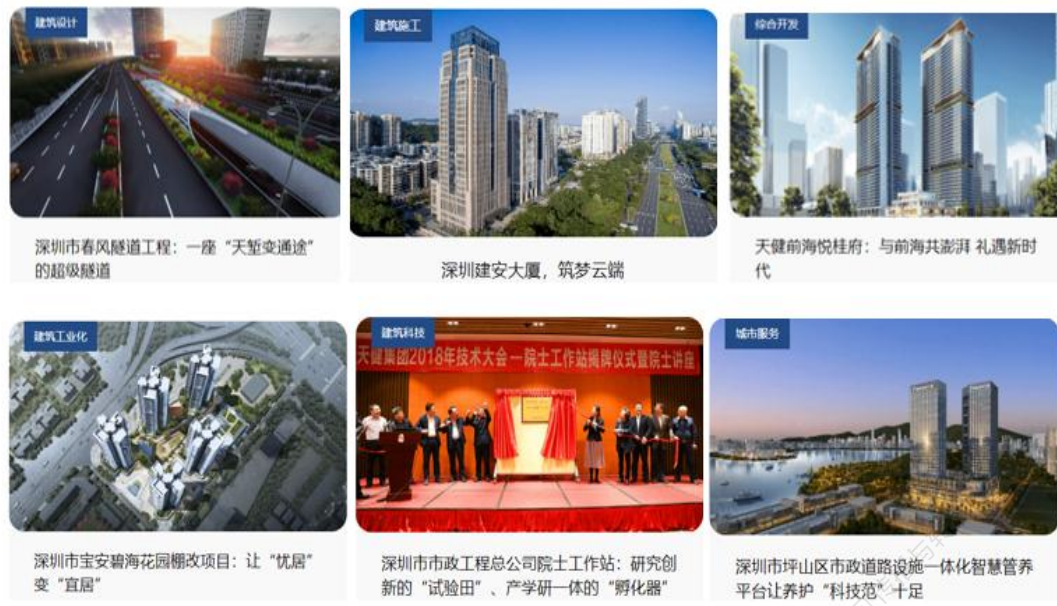 建筑设计
深圳市春风隧道工程：一座“天堑变通途”
的超级隧道
建筑施工
深圳建安大厦，筑梦云端
综合开发
天健前海悦桂府：与前海共澎湃 礼遇新时
代
建筑工业化
深圳市宝安碧海花园棚改项目：让“忧居”
变“宜居”
建筑科技
天健集团2018年技术大会—院士工作站揭牌仪式暨院士讲座
深圳市市政工程总公司院士工作站：研究创
新的“试验田”、产学研一体的“孵化器”
城市服务
深圳市坪山区市政道路设施一体化智慧管养
平台让养护“科技范”十足